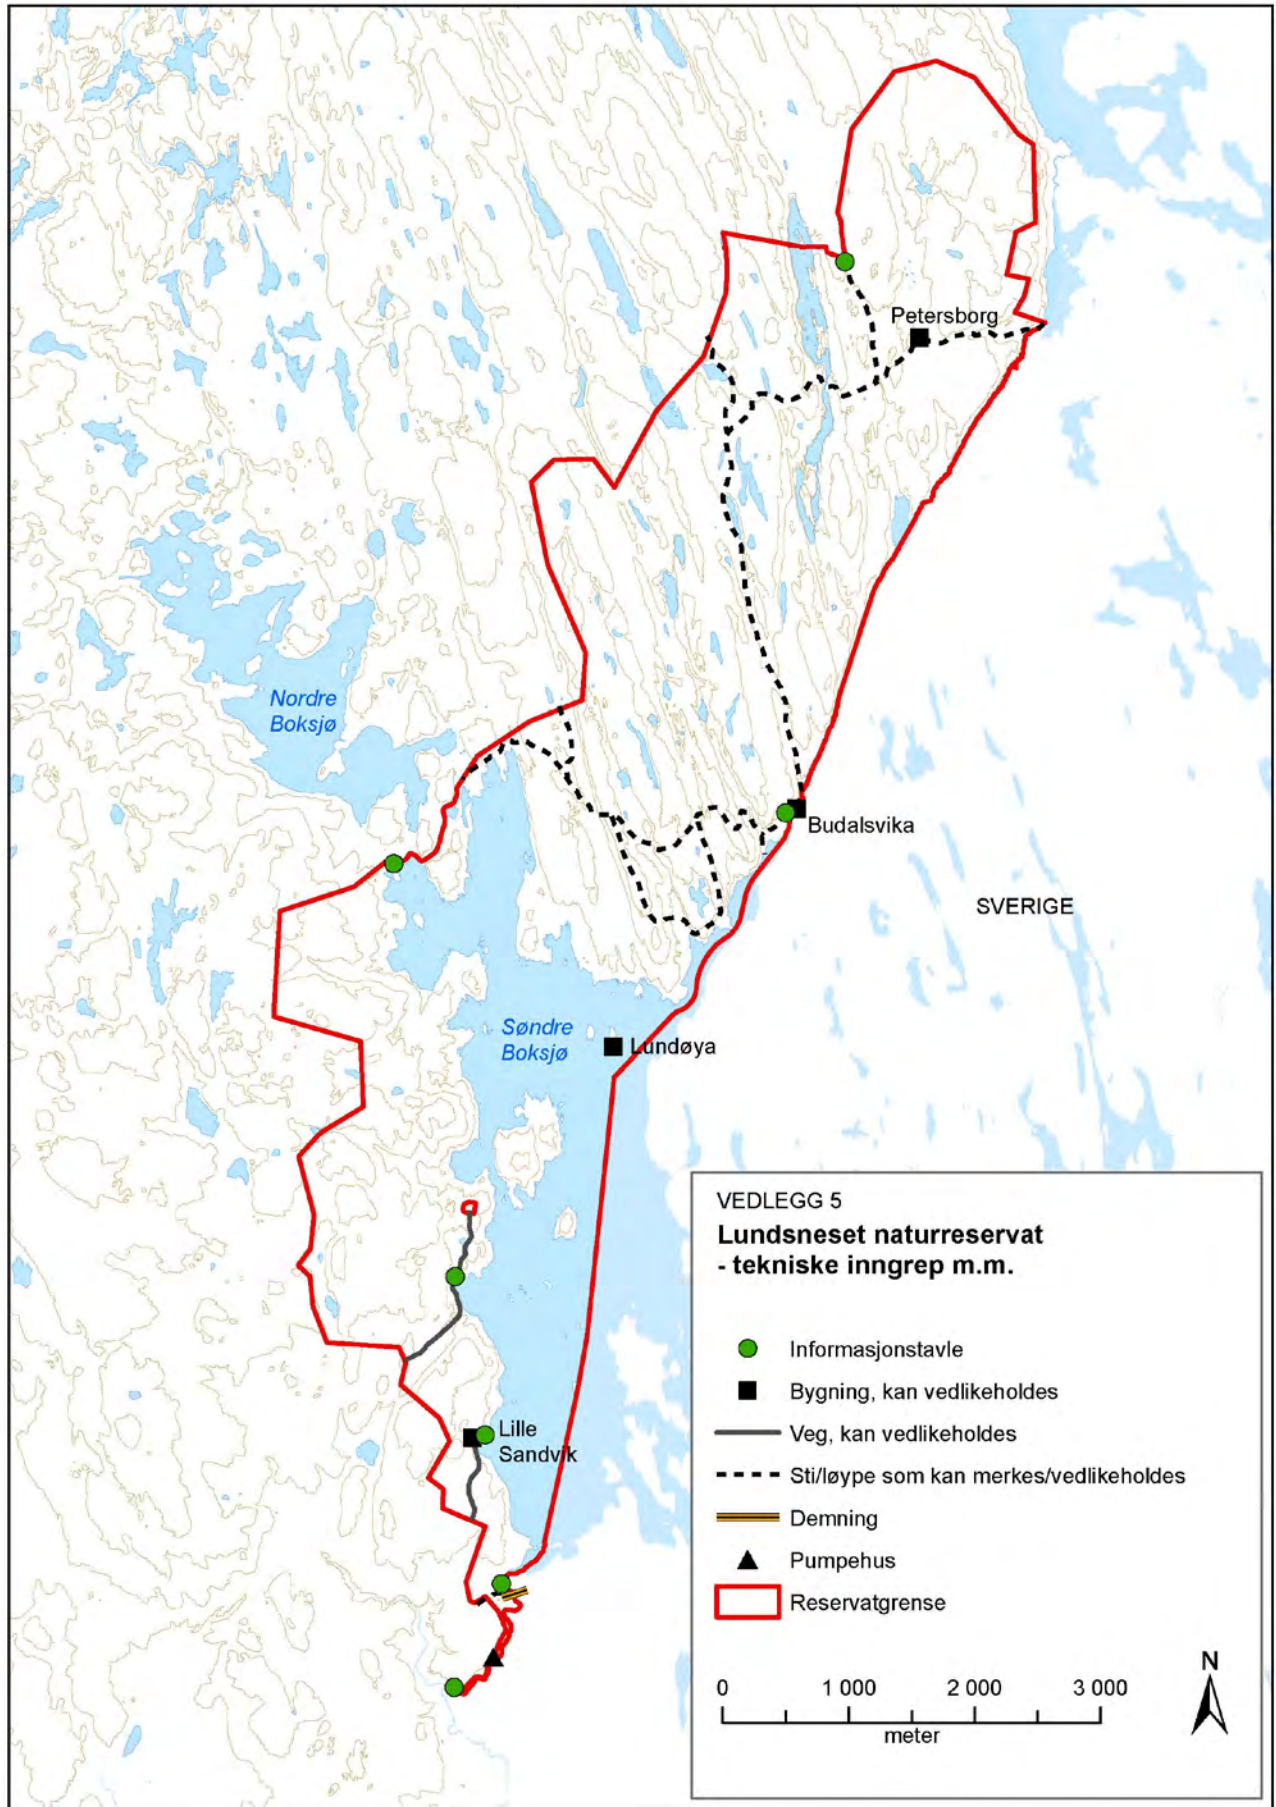 Petersborg
Nordre
Boksjø
Budalsvika
SVERIGE
Søndre
Boksjø
Lundøya
Lille
Sandvik
VEDLEGG 5
Lundsneset naturreservat
- tekniske inngrep m.m.
Informasjonstavle
Bygning, kan vedlikeholdes
Veg, kan vedlikeholdes
Sti/løype som kan merkes/vedlikeholdes
Demning
Pumpehus
Reservatgrense
N
0 1 000 2 000 3 000
meter